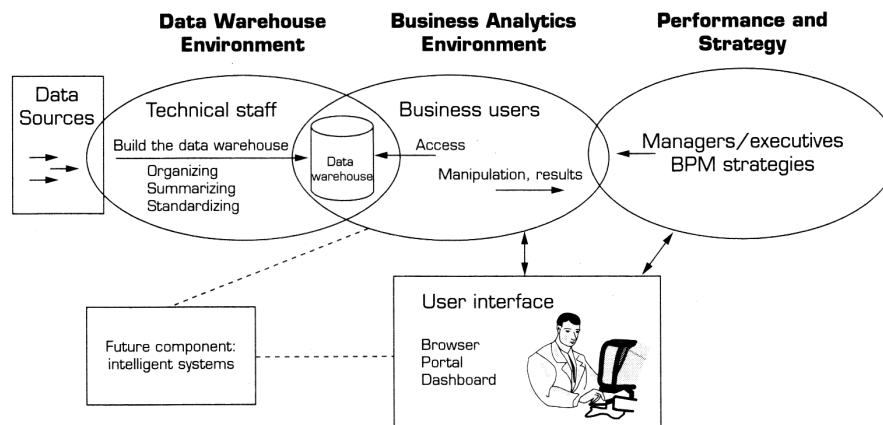 Data Warehouse
Environment
Business Analytics
Environment
Performance and
Strategy
Data
Sources
Technical staff
Build the data warehouse
Organizing
Summarizing
Standardizing
Data
warehouse
Business users
Access
Manipulation, results
Managers/executives
BPM strategies
Future component:
intelligent systems
User interface
Browser
Portal
Dashboard